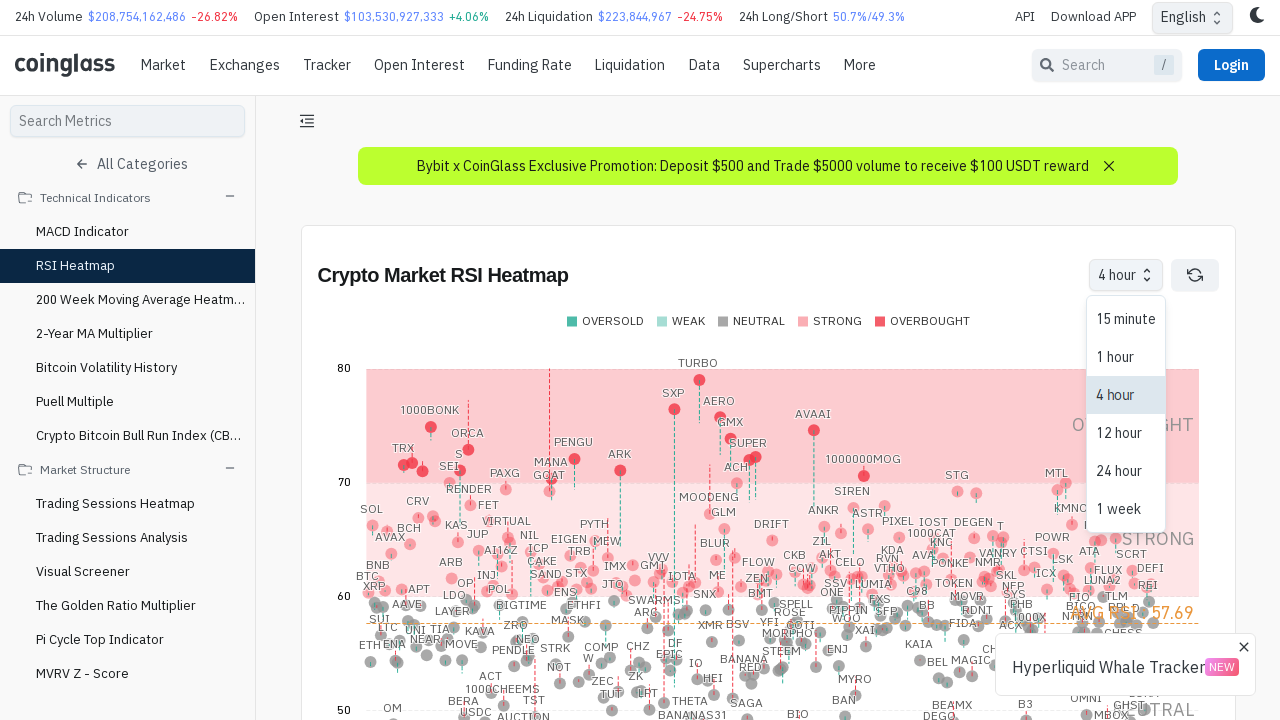 24h Volume $208,754,162,486 -26.82% Open Interest $103,530,927,333 +4.06% 24h Liquidation $223,844,967 -24.75% 24h Long/Short 50.7%/49.3% API Download APP English
coinglass Market Exchanges Tracker Open Interest Funding Rate Liquidation Data Supercharts More Search / Login
Search Metrics
All Categories
Technical Indicators
MACD Indicator
RSI Heatmap
200 Week Moving Average Heatm...
2-Year MA Multiplier
Bitcoin Volatility History
Puell Multiple
Crypto Bitcoin Bull Run Index (CB...
Market Structure
Trading Sessions Heatmap
Trading Sessions Analysis
Visual Screener
The Golden Ratio Multiplier
Pi Cycle Top Indicator
MVRV Z - Score
Bybit x CoinGlass Exclusive Promotion: Deposit $500 and Trade $5000 volume to receive $100 USDT reward
Crypto Market RSI Heatmap
4 hour
15 minute
1 hour
4 hour
12 hour
24 hour
1 week
OVERSOLD WEAK NEUTRAL STRONG OVERBOUGHT
80
TURBO
SXP
AERO
1000BONK
AVAAI
GMX
ORCA
PENGU
SUPER
TRX
S
ARK
SEI
MANA
ACH
1000000MOG
GOAT
PAXG
STG
MTL
70
RENDER
MOODENG
SIREN
CRV
FET
SOL
GLM
ANKR
ASTR
KMNO
KAS
VIRTUAL
PYTH
DRIFT
PIXEL
IOST
DEGEN
T
BCH
JUP
NIL
EIGEN
MEW
BLUR
ZIL
1000CAT
POWR
STRONG
AVAX
AI16Z
ICP
TRB
VVV
CKB
AKT
KDA
KNC
VANRY
CTSI
ATA
SCRT
BNB
ARB
CAKE
IMX
GMT
FLOW
COW
CELO
RVN
AVA
PONKE
NMR
LSK
FLUX
DEFI
BTC
INJ
SAND
STX
IOTA
ME
ZEN
VTHO
SKL
ICX
LUNA2
XRP
APT
OP
POL
ENS
JTO
SNX
BMT
SSV
ONE
LUMIA
C98
TOKEN
NFP
REI
60
AAVE
LDO
BIGTIME
ETHFI
SWARMS
SPELL
FXS
BB
MOVR
SYS
PHB
FIO
TLM
SUI
LTC
LAYER
MASK
ARC
ROSE
PIPPIN
SFP
RDNT
1000X
BICO
57.69
UNI
TIA
KAVA
ZRO
XMR
BSV
YFI
WOO
XAI
FIDA
NTRN
ETH
ENA
NEAR
MOVE
NEO
PENDLE
STRK
COMP
CHZ
DF
EPIC
MORPHO
STEEM
ENJ
KAIA
ACT
NOT
W
IO
BANANA
RED
BEL
MAGIC
1000CHEEMS
ZEC
ZK
HEI
MYRO
TUT
LPT
BERA
TST
THETA
SAGA
BAN
B3
OMNI
50
OM
USDC
AUCTION
BANANAS31
BIO
DEGO
MBOX
GHST
Hyperliquid Whale Tracker NEW